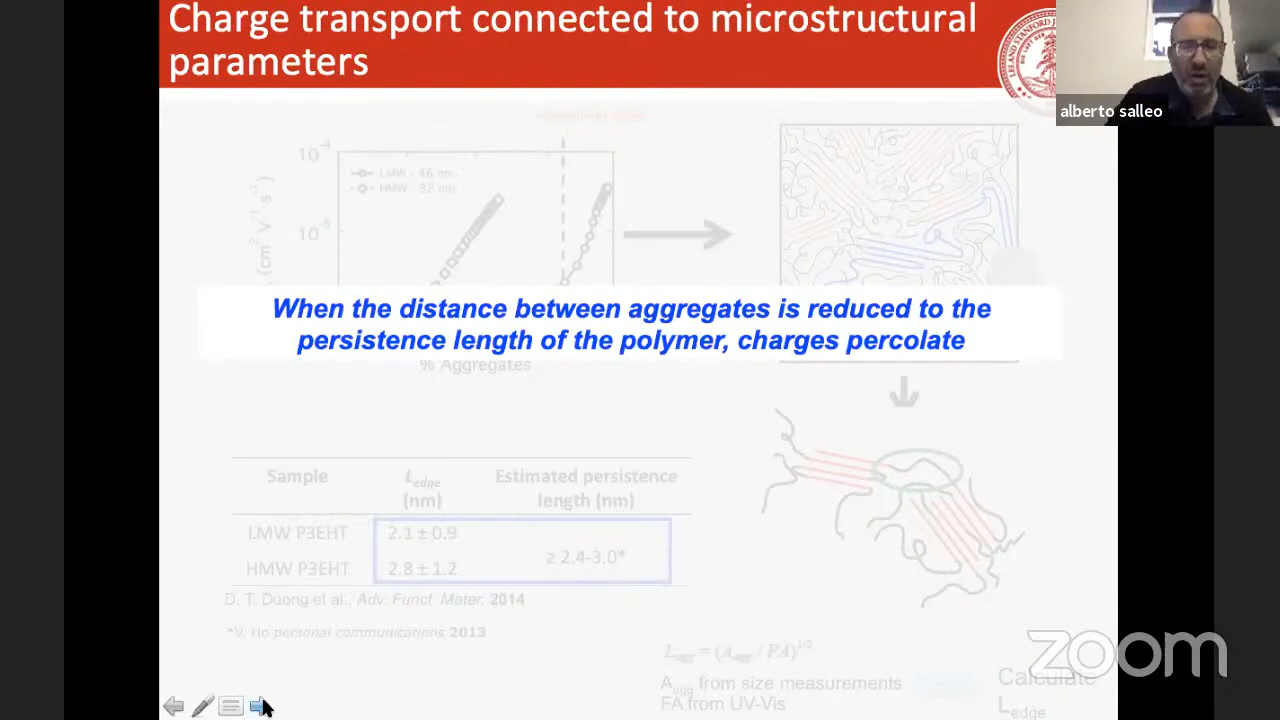 Charge transport connected to microstructural
parameters
alberto salleo
10⁻⁴
LMW - 46 nm
HMW - 32 nm
10⁻⁵
(cm² V⁻¹ s⁻¹)
When the distance between aggregates is reduced to the
persistence length of the polymer, charges percolate
% Aggregates
Sample L_edge (nm) Estimated persistence length (nm)
LMW P3EHT 2.1 ± 0.9
≥ 2.4-3.0*
HMW P3EHT 2.8 ± 1.2
D. T. Duong et al., Adv. Funct. Mater. 2014
*V. Ho personal communications 2013
A_agg from size measurements
FA from UV-Vis
Calculate
L_edge
zoom